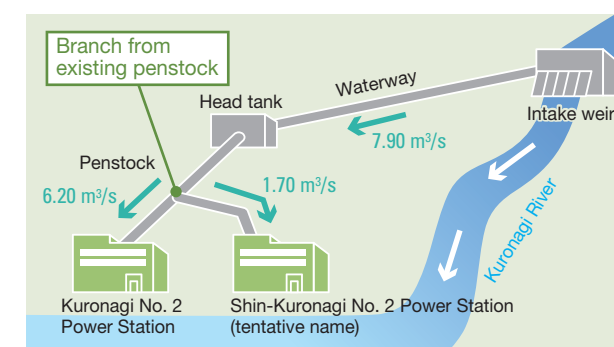 Branch from
existing penstock
Head tank
Waterway
Intake weir
7.90 m³/s
Penstock
6.20 m³/s
1.70 m³/s
Kuronagi River
Kuronagi No. 2
Power Station
Shin-Kuronagi No. 2 Power Station
(tentative name)